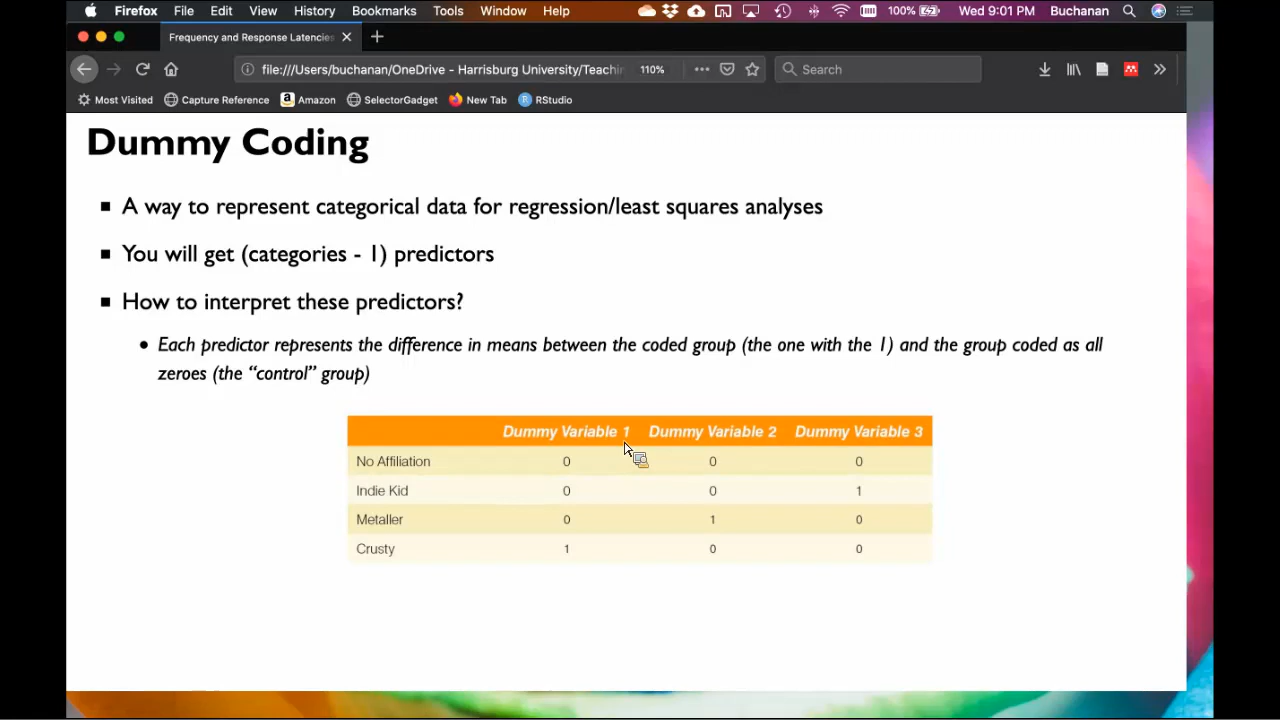 Firefox File Edit View History Bookmarks Tools Window Help 100% Wed 9:01 PM Buchanan
Frequency and Response Latencies
file:///Users/buchanan/OneDrive - Harrisburg University/Teachin 110% Search
Most Visited Capture Reference Amazon SelectorGadget New Tab RStudio
Dummy Coding
A way to represent categorical data for regression/least squares analyses
You will get (categories - 1) predictors
How to interpret these predictors?
Each predictor represents the difference in means between the coded group (the one with the 1) and the group coded as all
zeroes (the “control” group)
Dummy Variable 1 Dummy Variable 2 Dummy Variable 3
No Affiliation 0 0 0
Indie Kid 0 0 1
Metaller 0 1 0
Crusty 1 0 0